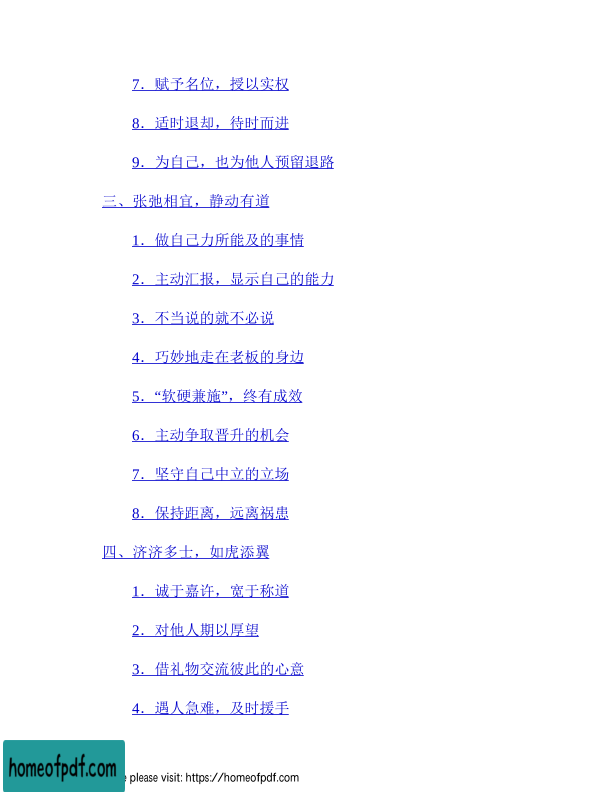 7．赋予名位，授以实权
8．适时退却，待时而进
9．为自己，也为他人预留退路
三、张弛相宜，静动有道
1．做自己力所能及的事情
2．主动汇报，显示自己的能力
3．不当说的就不必说
4．巧妙地走在老板的身边
5．“软硬兼施”，终有成效
6．主动争取晋升的机会
7．坚守自己中立的立场
8．保持距离，远离祸患
四、济济多士，如虎添翼
1．诚于嘉许，宽于称道
2．对他人期以厚望
3．借礼物交流彼此的心意
4．遇人急难，及时援手
homeofpdf.com
please visit: https://homeofpdf.com